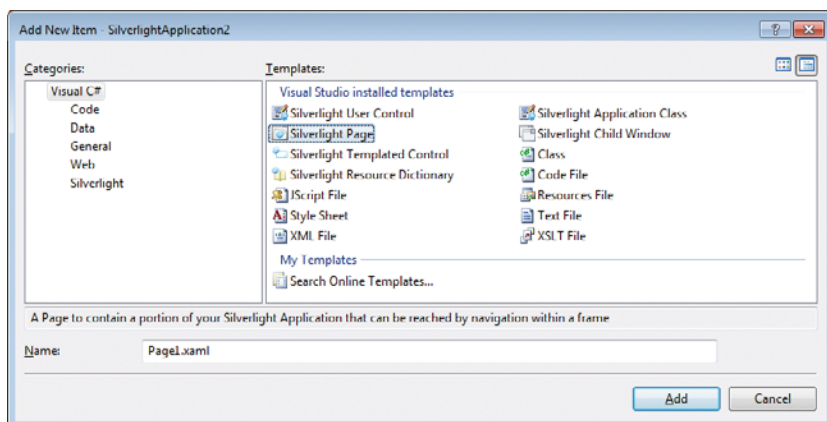 Add New Item - SilverlightApplication2
Categories:
Templates:
Visual C#
Code
Data
General
Web
Silverlight
Visual Studio installed templates
Silverlight User Control
Silverlight Application Class
Silverlight Page
Silverlight Child Window
Silverlight Templated Control
Class
Silverlight Resource Dictionary
Code File
JScript File
Resources File
Style Sheet
Text File
XML File
XSLT File
My Templates
Search Online Templates...
A Page to contain a portion of your Silverlight Application that can be reached by navigation within a frame
Name:
Page1.xaml
Add
Cancel